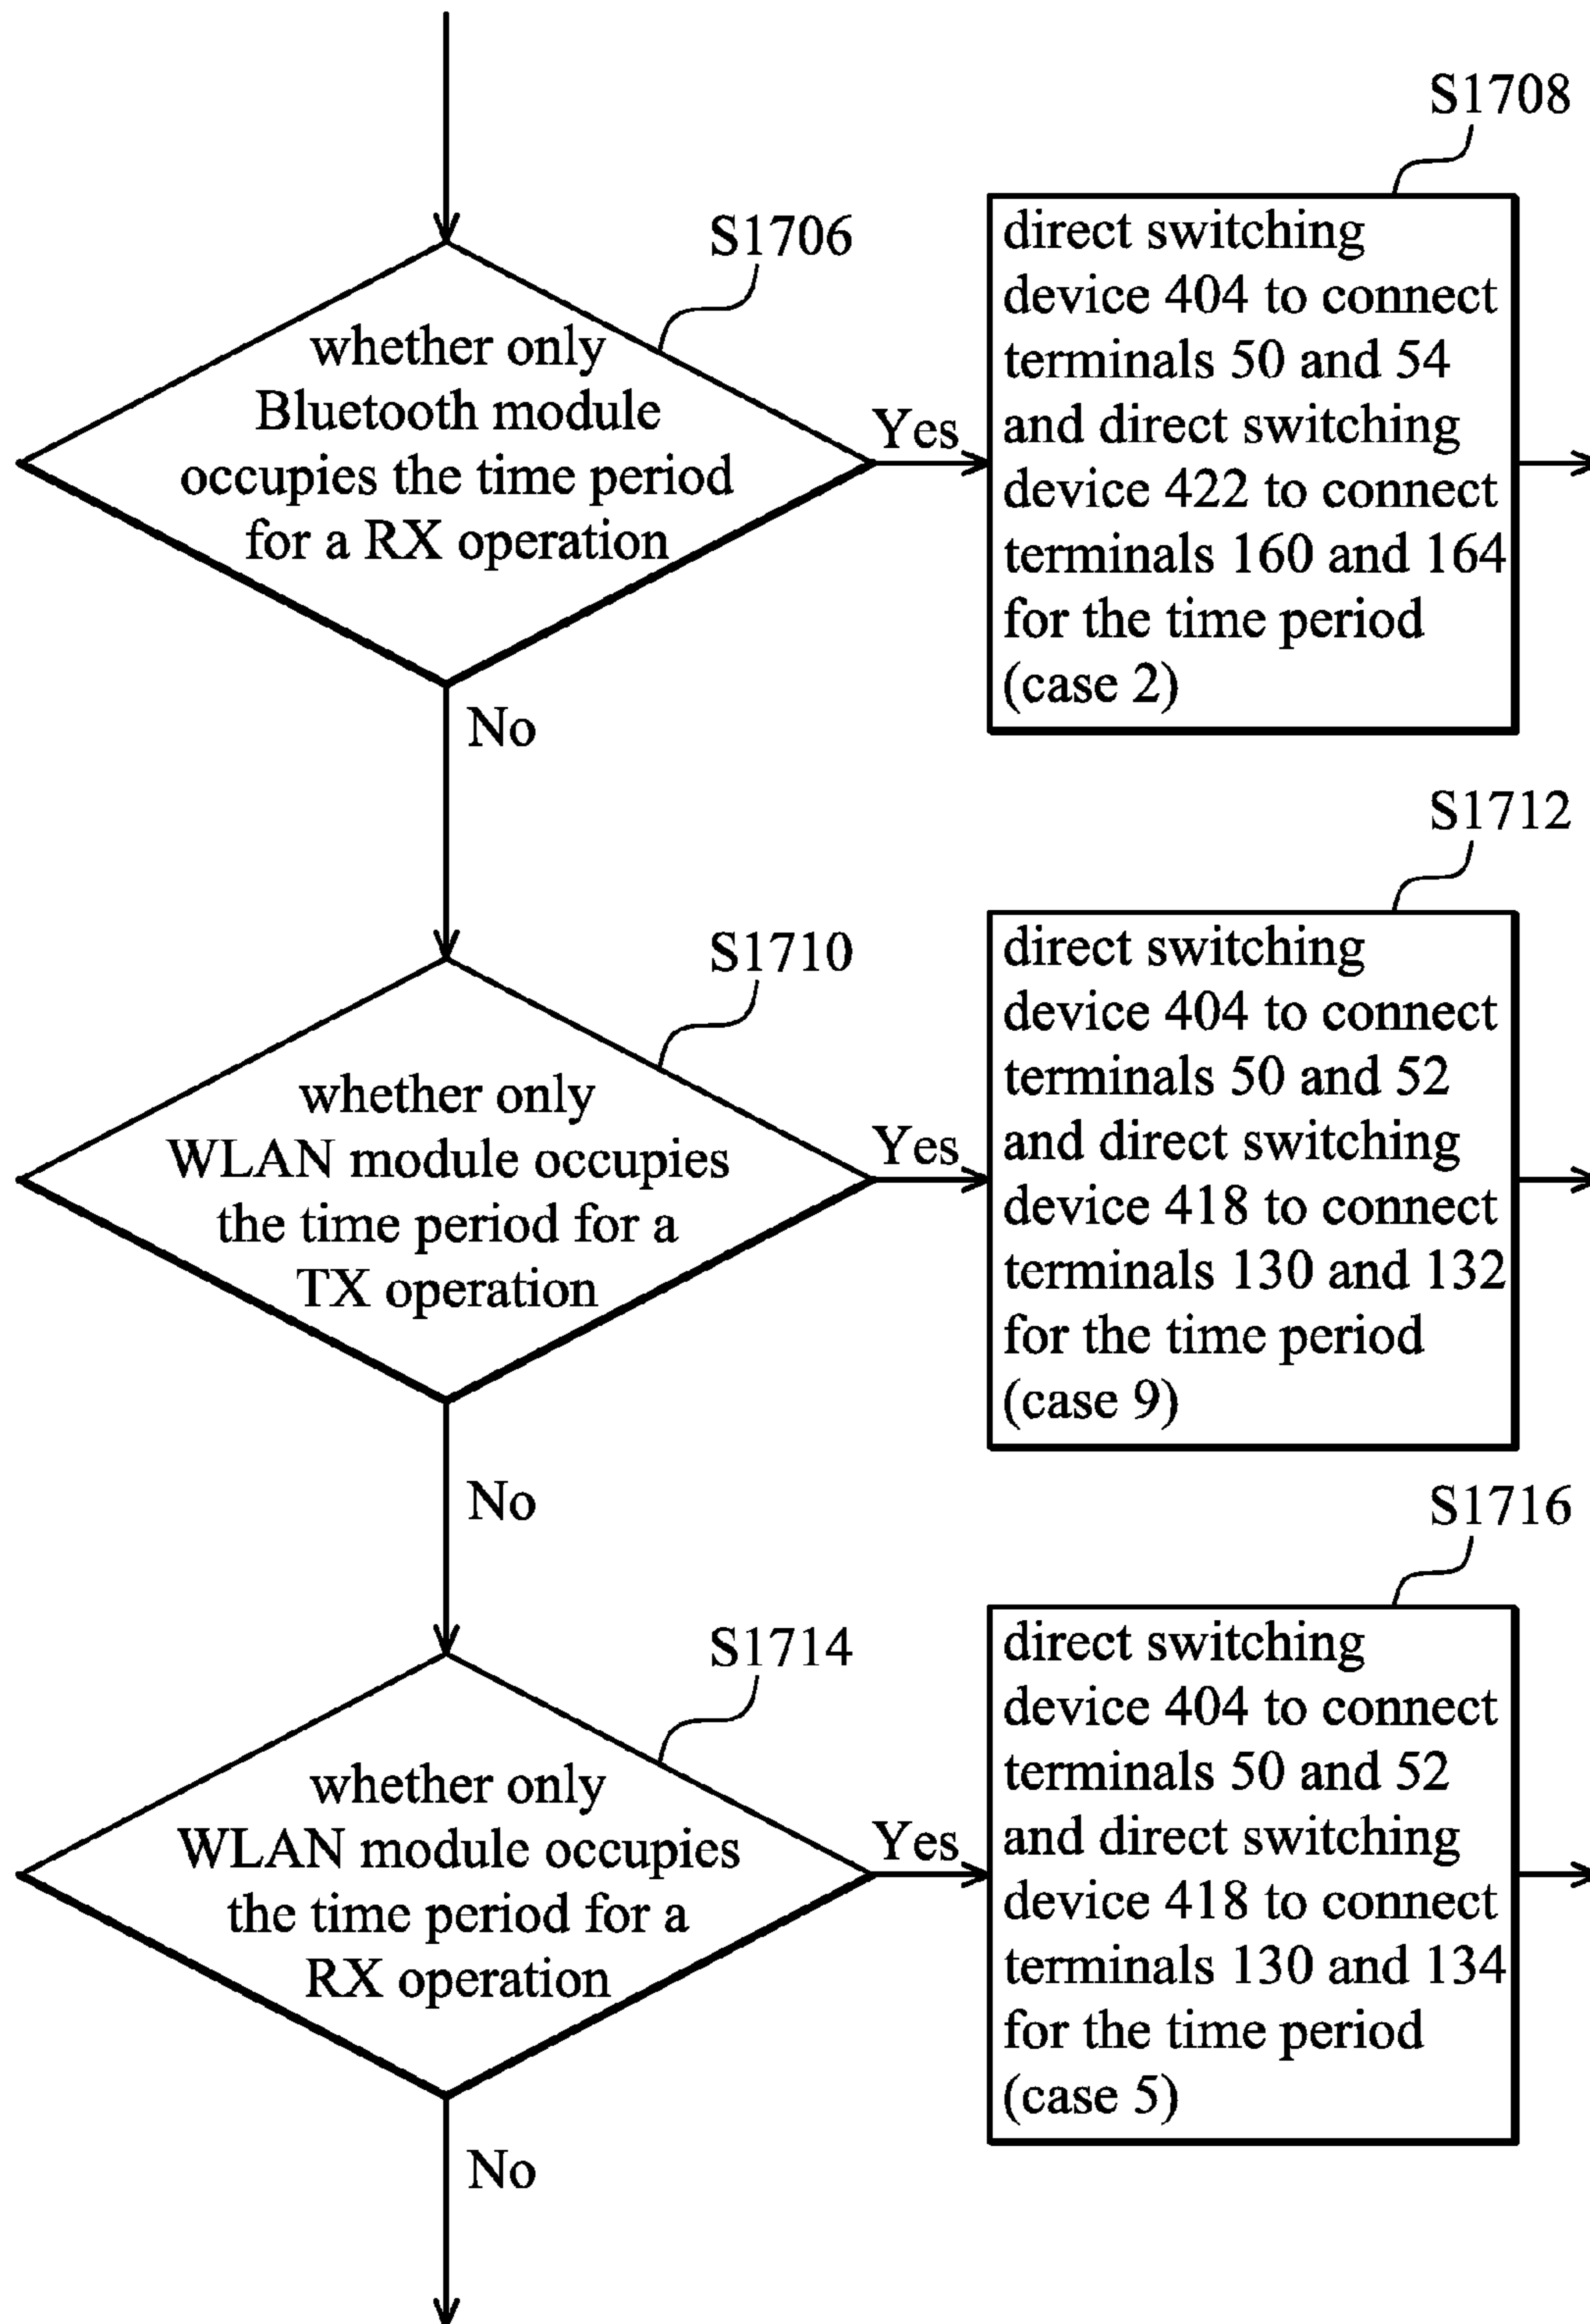 S1706
whether only
Bluetooth module
occupies the time period
for a RX operation
Yes
No
S1708
direct switching
device 404 to connect
terminals 50 and 54
and direct switching
device 422 to connect
terminals 160 and 164
for the time period
(case 2)
S1710
whether only
WLAN module occupies
the time period for a
TX operation
Yes
No
S1712
direct switching
device 404 to connect
terminals 50 and 52
and direct switching
device 418 to connect
terminals 130 and 132
for the time period
(case 9)
S1714
whether only
WLAN module occupies
the time period for a
RX operation
Yes
No
S1716
direct switching
device 404 to connect
terminals 50 and 52
and direct switching
device 418 to connect
terminals 130 and 134
for the time period
(case 5)